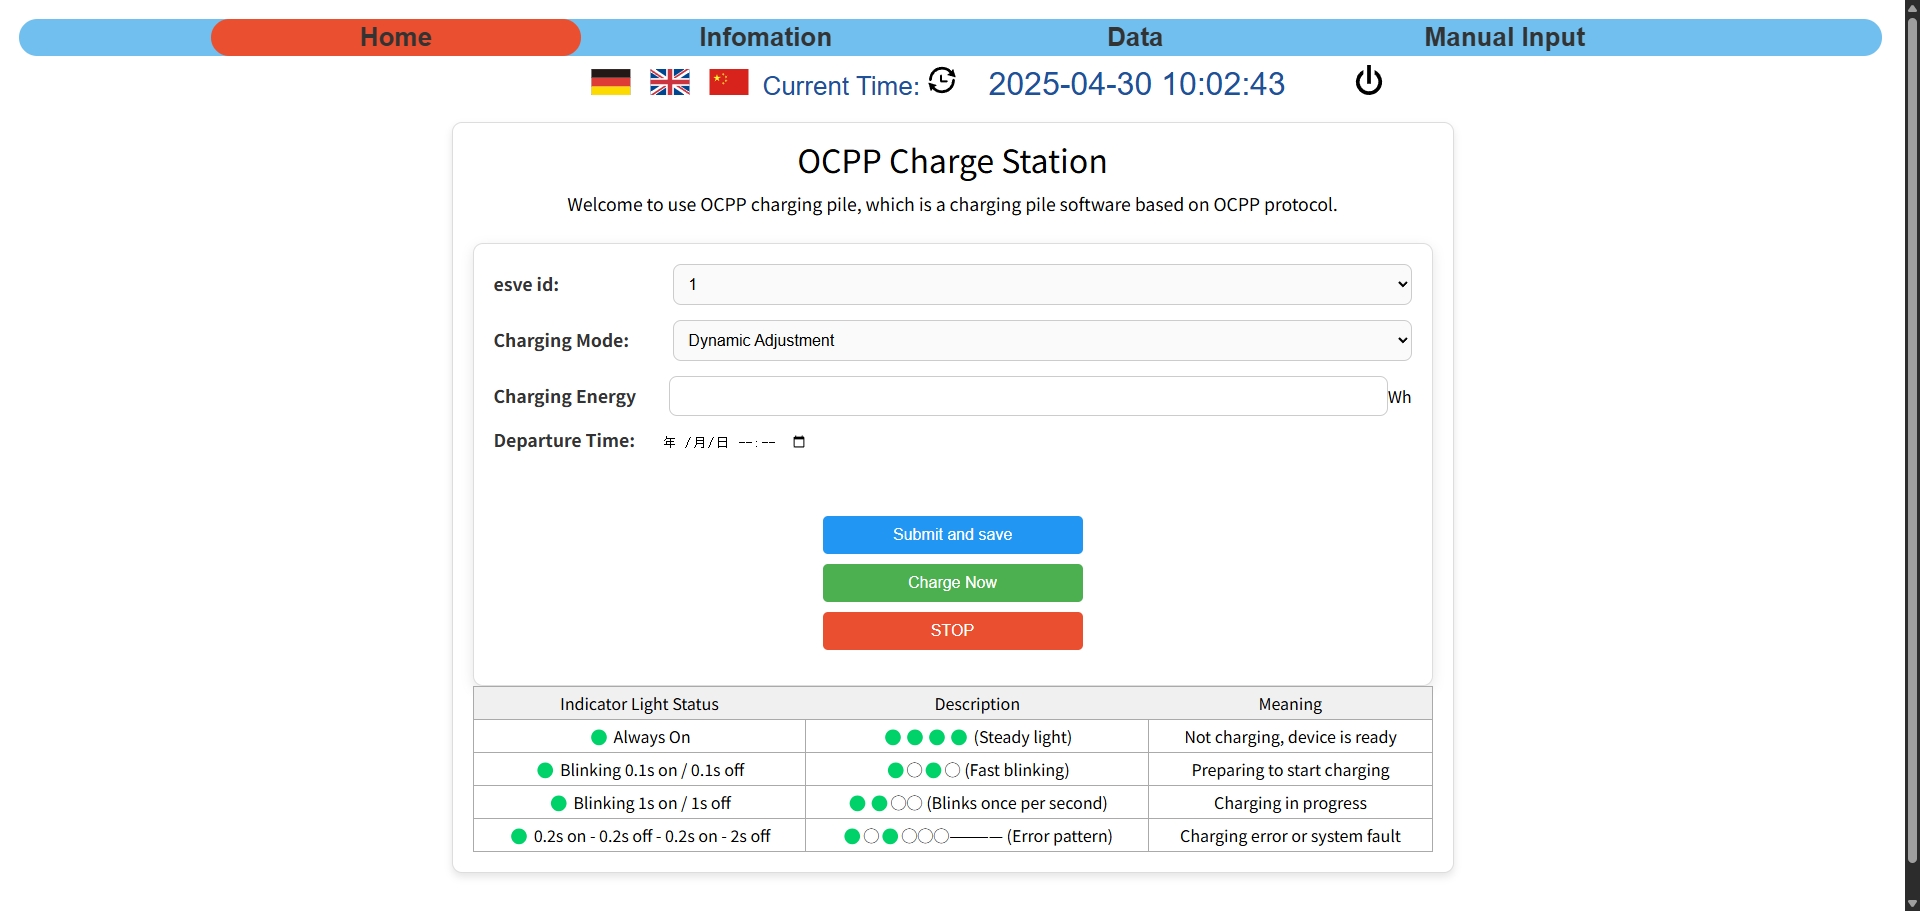 Home Infomation Data Manual Input
Current Time: 2025-04-30 10:02:43
OCPP Charge Station
Welcome to use OCPP charging pile, which is a charging pile software based on OCPP protocol.
esve id: 1
Charging Mode: Dynamic Adjustment
Charging Energy Wh
Departure Time: 年 /月/日 --:--
Submit and save
Charge Now
STOP
Indicator Light Status Description Meaning
Always On (Steady light) Not charging, device is ready
Blinking 0.1s on / 0.1s off (Fast blinking) Preparing to start charging
Blinking 1s on / 1s off (Blinks once per second) Charging in progress
0.2s on - 0.2s off - 0.2s on - 2s off ——— (Error pattern) Charging error or system fault